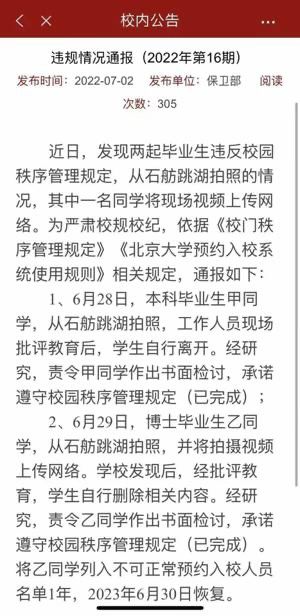 校内公告
违规情况通报（2022年第16期）
发布时间：2022-07-02 发布单位：保卫部 阅读
次数：305
近日，发现两起毕业生违反校园
秩序管理规定，从石舫跳湖拍照的情
况，其中一名同学将现场视频上传网
络。为严肃校规校纪，依据《校门秩
序管理规定》《北京大学预约入校系
统使用规则》相关规定，通报如下：
1、6月28日，本科毕业生甲同
学，从石舫跳湖拍照，工作人员现场
批评教育后，学生自行离开。经研
究，责令甲同学作出书面检讨，承诺
遵守校园秩序管理规定（已完成）；
2、6月29日，博士毕业生乙同
学，从石舫跳湖拍照，并将拍摄视频
上传网络。学校发现后，经批评教
育，学生自行删除相关内容。经研
究，责令乙同学作出书面检讨，承诺
遵守校园秩序管理规定（已完成）。
将乙同学列入不可正常预约入校人员
名单1年，2023年6月30日恢复。